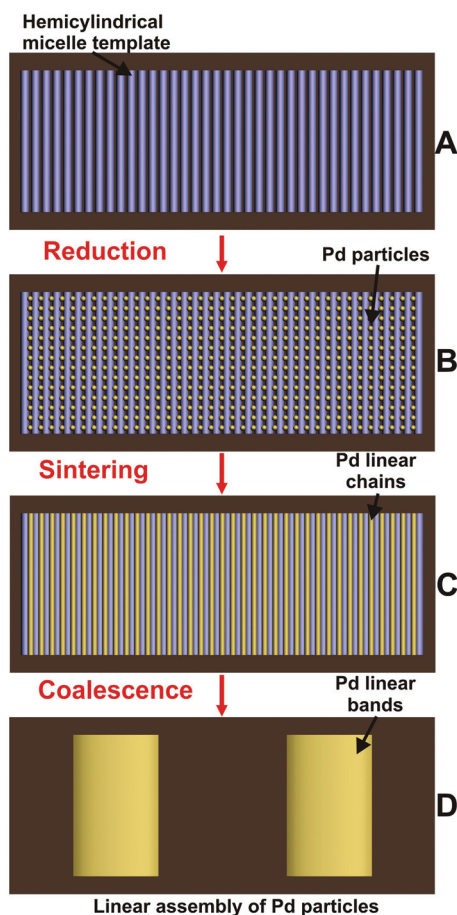 Hemicylindrical
micelle template
A
Reduction
Pd particles
B
Sintering
Pd linear
chains
C
Coalescence
Pd linear
bands
D
Linear assembly of Pd particles